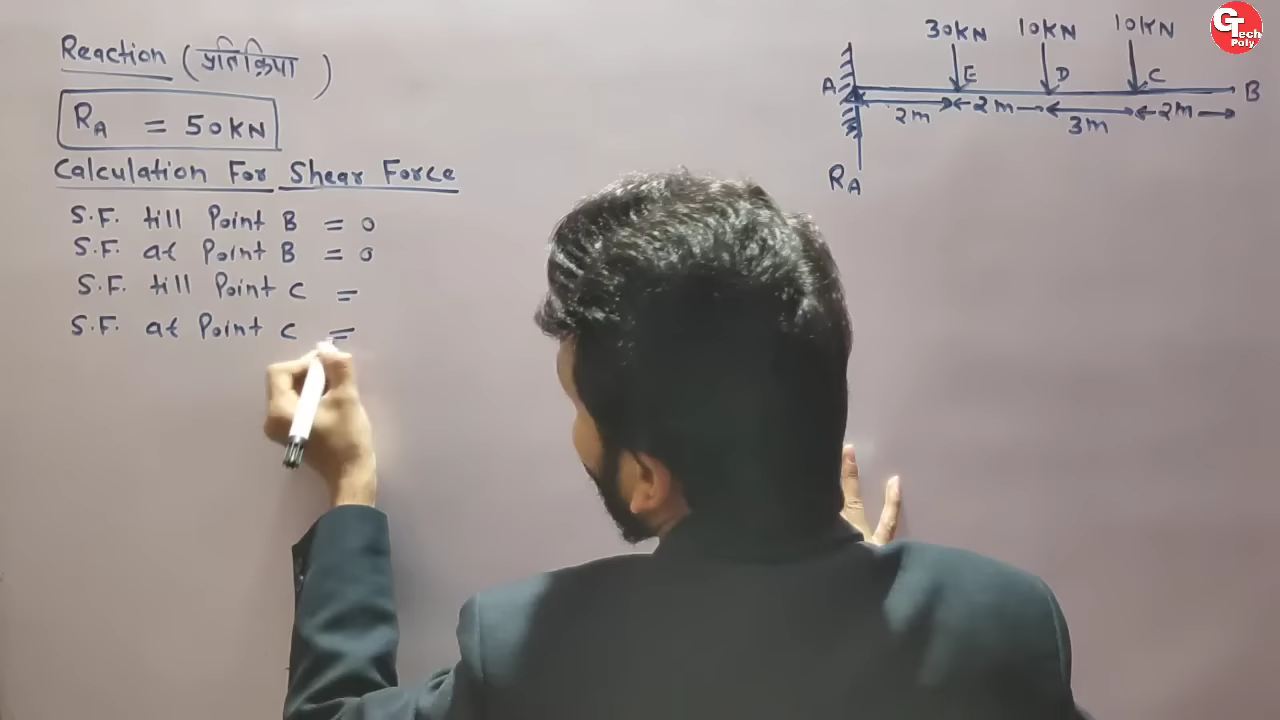 Reaction (प्रतिक्रिया)
RA = 50KN
Calculation For Shear Force
S.F. till Point B = 0
S.F. at Point B = 0
S.F. till Point C =
S.F. at Point C =
30KN 10KN 10KN
A E D C B
2m 2m 3m 2m
RA
GTech Poly